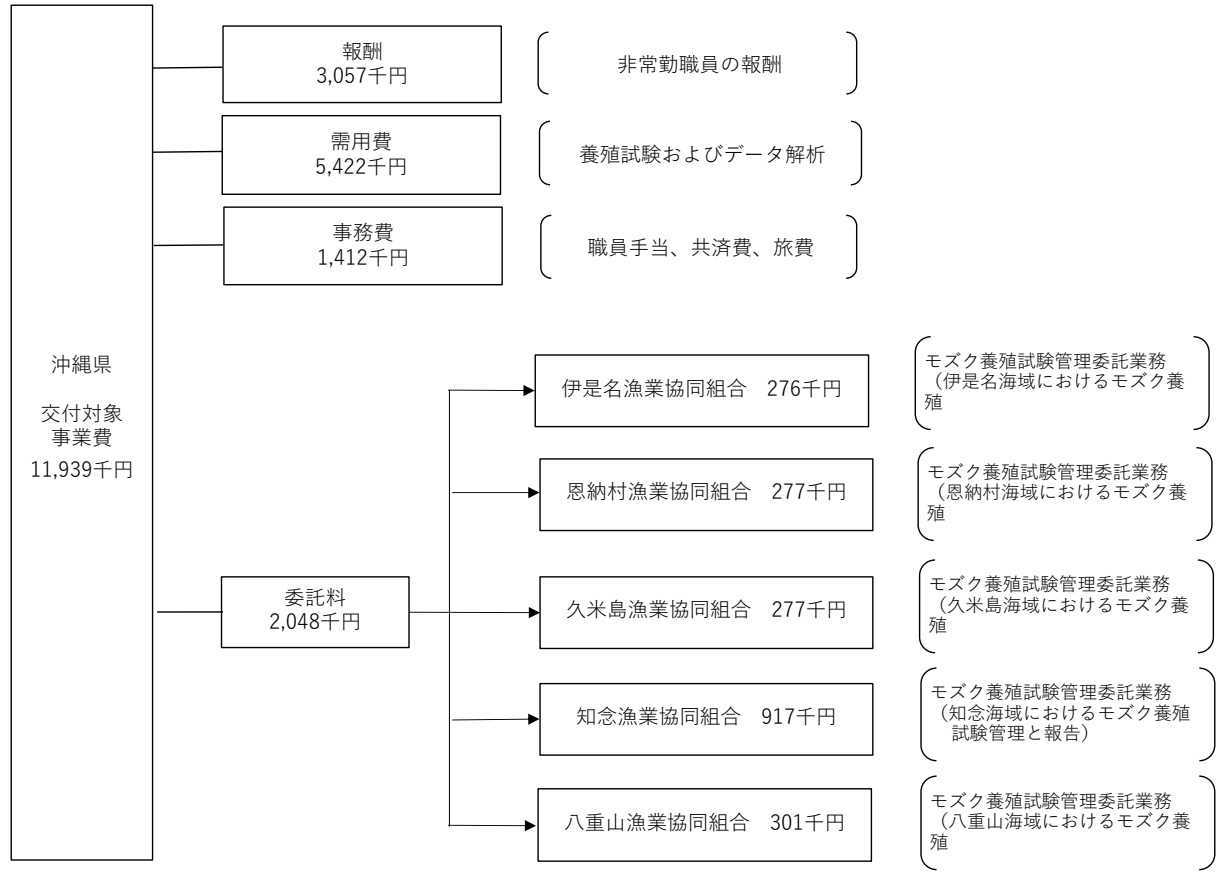 沖縄県
交付対象
事業費
11,939千円
報酬
3,057千円
非常勤職員の報酬
需用費
5,422千円
養殖試験およびデータ解析
事務費
1,412千円
職員手当、共済費、旅費
委託料
2,048千円
伊是名漁業協同組合　276千円
モズク養殖試験管理委託業務
（伊是名海域におけるモズク養
殖
恩納村漁業協同組合　277千円
モズク養殖試験管理委託業務
（恩納村海域におけるモズク養
殖
久米島漁業協同組合　277千円
モズク養殖試験管理委託業務
（久米島海域におけるモズク養
殖
知念漁業協同組合　917千円
モズク養殖試験管理委託業務
（知念海域におけるモズク養殖
試験管理と報告）
八重山漁業協同組合　301千円
モズク養殖試験管理委託業務
（八重山海域におけるモズク養
殖